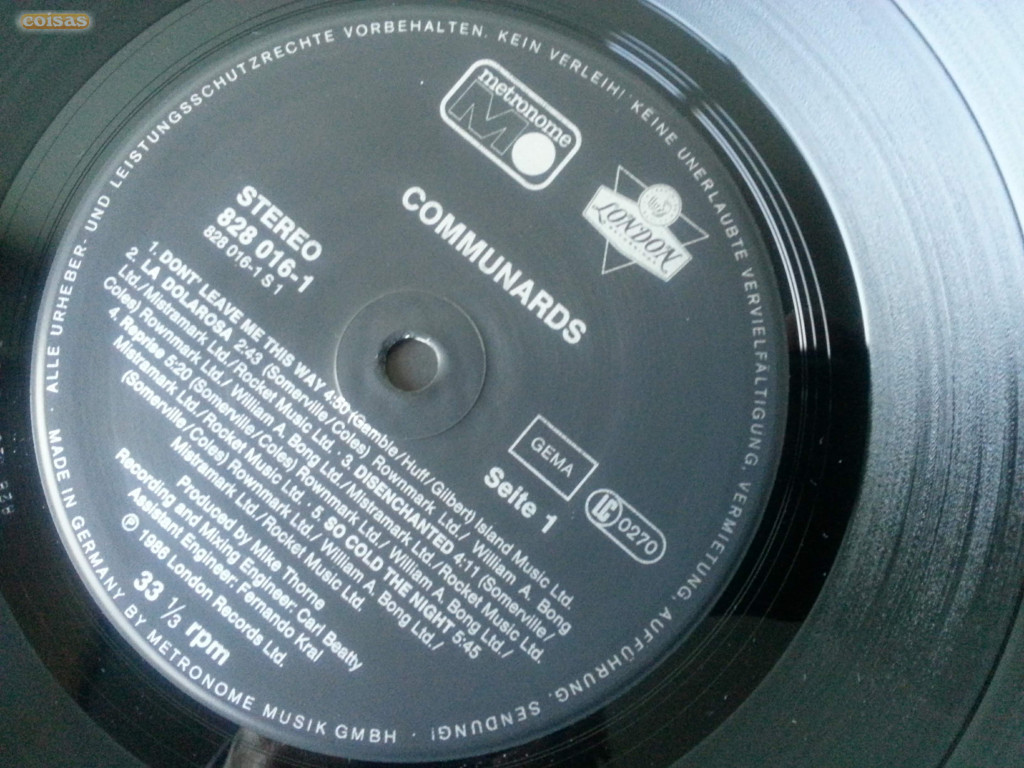 coisas
ALLE URHEBER- UND LEISTUNGSSCHUTZRECHTE VORBEHALTEN. KEIN VERLEIH! KEINE UNERLAUBTE VERVIELFÄLTIGUNG, VERMIETUNG, AUFFÜHRUNG, SENDUNG!
metronome
LONDON
COMMUNARDS
STEREO
828 016-1
828 016-1 S 1
GEMA
LC 0270
Seite 1
1. DONT' LEAVE ME THIS WAY 4:50 (Gamble/Huff/Gilbert) Island Music Ltd.
2. LA DOLAROSA 2:43 (Somerville/Coles) Rownmark Ltd./ William A. Bong
Ltd./Mistramark Ltd./Rocket Music Ltd. · 3. DISENCHANTED 4:11 (Somerville/
Coles) Rownmark Ltd./ William A. Bong Ltd./Mistramark Ltd./Rocket Music Ltd.
4. Reprise 5:20 (Somerville/Coles) Rownmark Ltd./ William A. Bong Ltd./
Mistramark Ltd./Rocket Music Ltd. · 5. SO COLD THE NIGHT 5:45
(Somerville/Coles) Rownmark Ltd./ William A. Bong Ltd./
Mistramark Ltd./Rocket Music Ltd.
Produced by Mike Thorne
Recording and Mixing Engineer: Carl Beatty
Assistant Engineer: Fernando Kral
℗ 1986 London Records Ltd.
33 1/3 rpm
MADE IN GERMANY BY METRONOME MUSIK GMBH